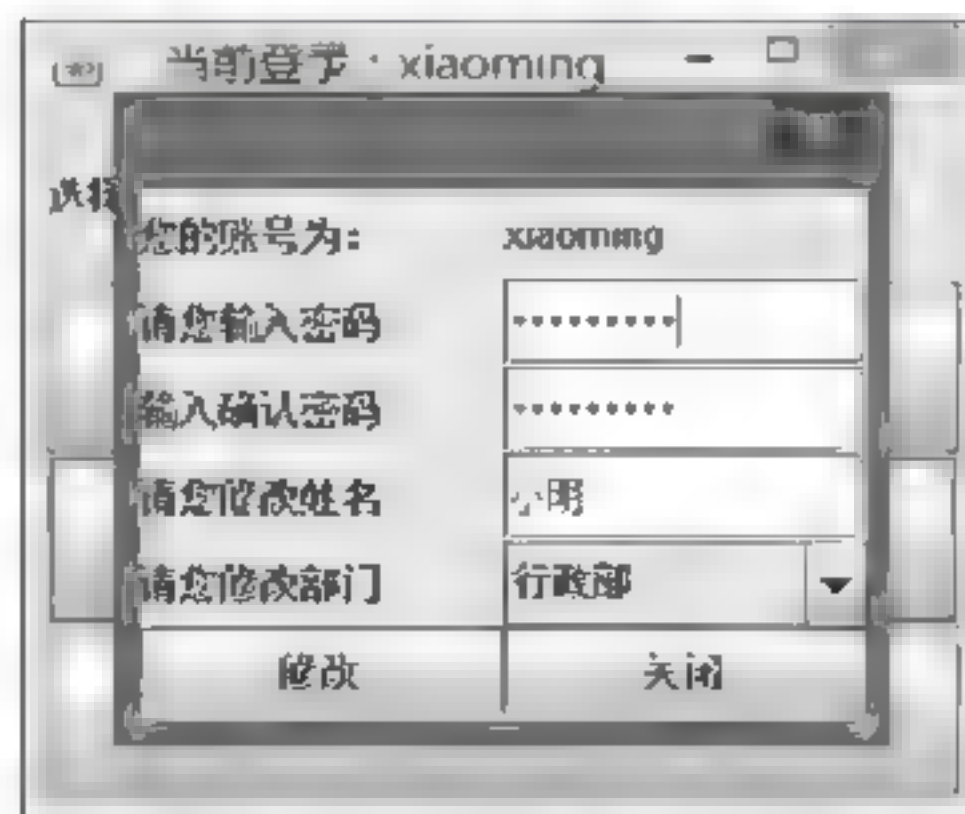 当前登录：xiaoming
选择
您的账号为： xiaoming
请您输入密码 •••••••••
输入确认密码 •••••••••
请您修改姓名 小明
请您修改部门 行政部
修改 关闭